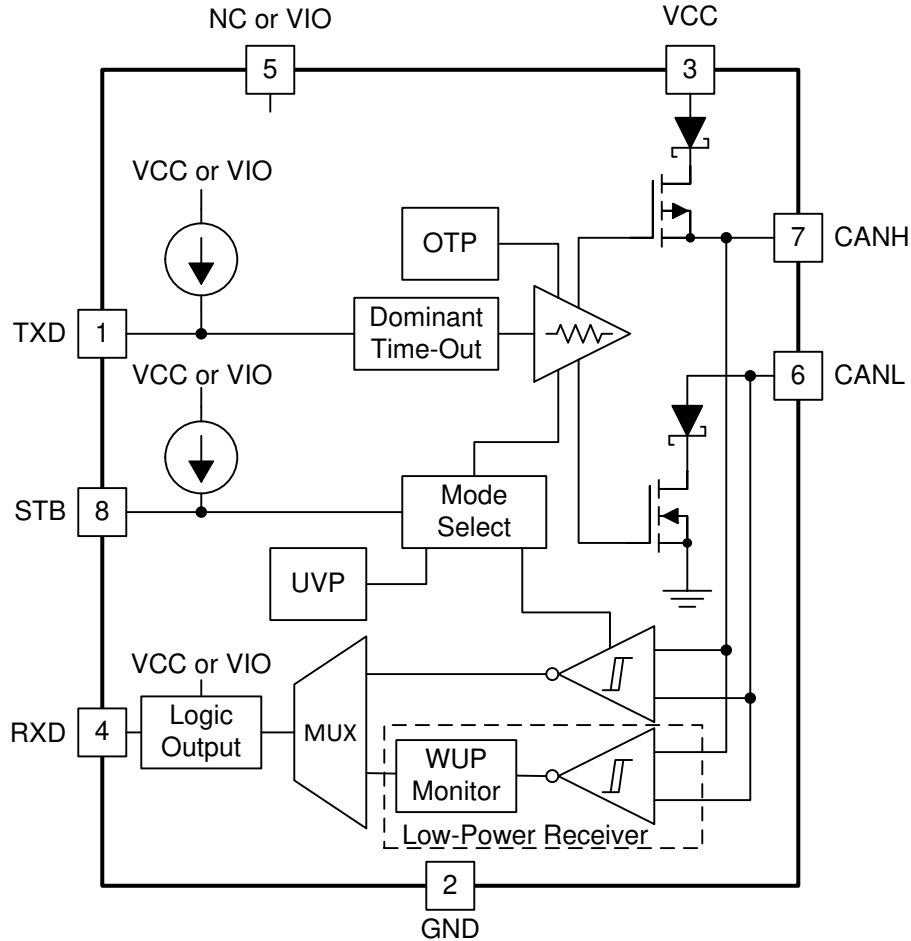 NC or VIO
VCC
5
3
VCC or VIO
OTP
7
CANH
TXD
1
Dominant
Time-Out
VCC or VIO
6
CANL
STB
8
Mode
Select
UVP
VCC or VIO
RXD
4
Logic
Output
MUX
WUP
Monitor
Low-Power Receiver
2
GND